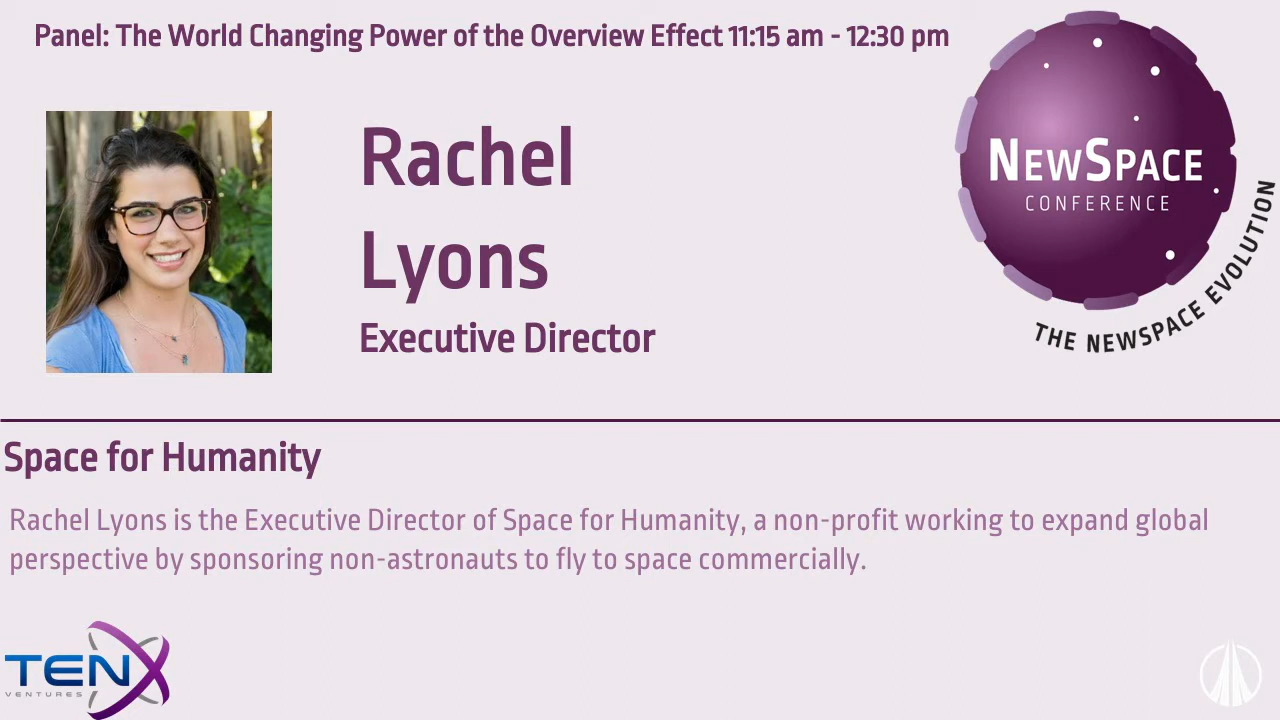 Panel: The World Changing Power of the Overview Effect 11:15 am - 12:30 pm
NEWSPACE
CONFERENCE
THE NEWSPACE EVOLUTION
Rachel
Lyons
Executive Director
Space for Humanity
Rachel Lyons is the Executive Director of Space for Humanity, a non-profit working to expand global
perspective by sponsoring non-astronauts to fly to space commercially.
TENX
VENTURES